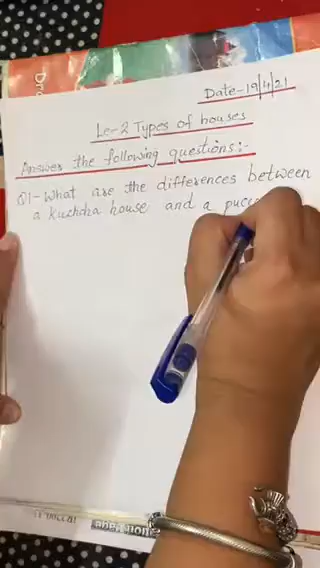 Date-19/4/21
Le-2 Types of houses
Answer the following questions:-
Q1-What are the differences between
a kuchcha house and a pucc